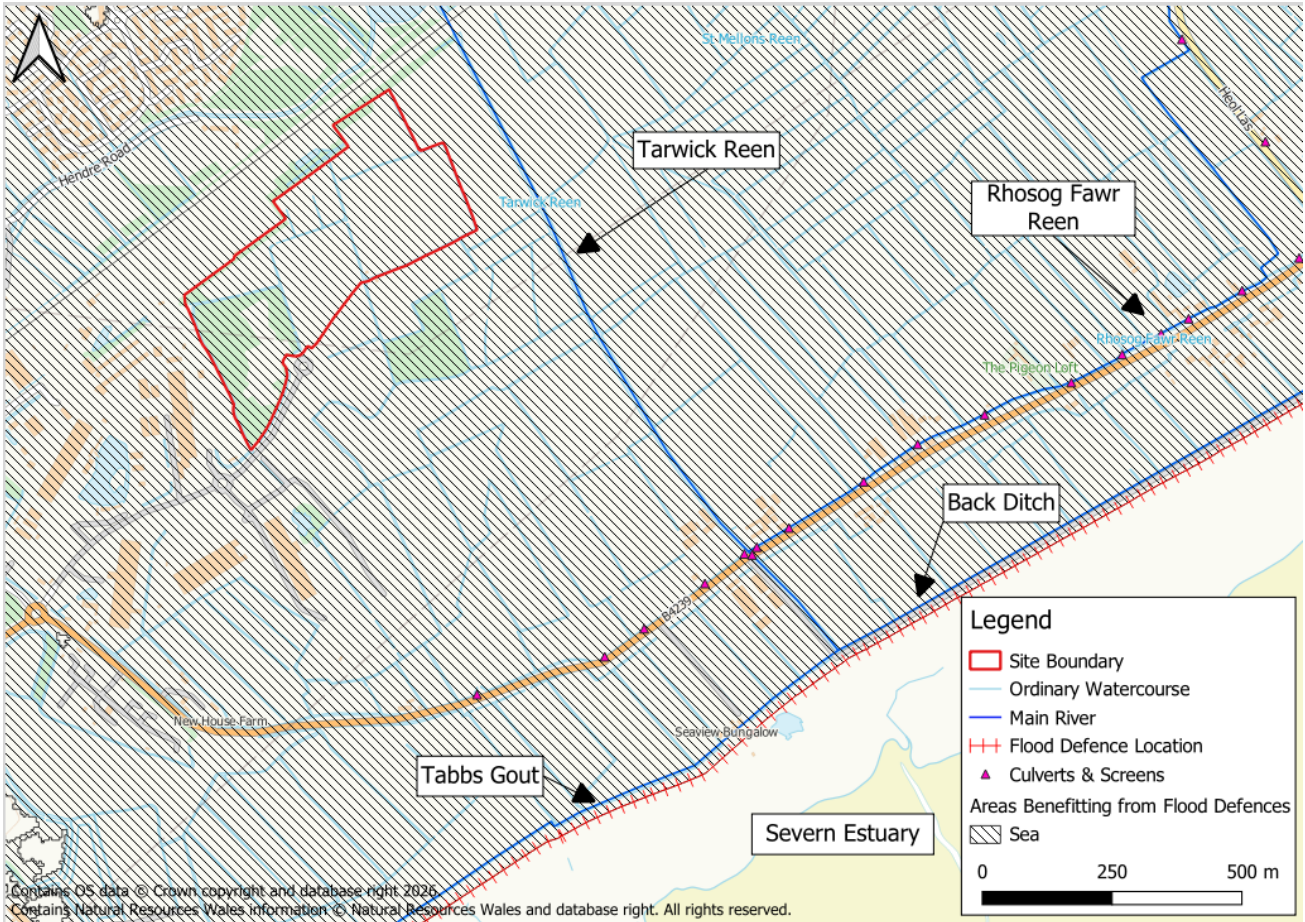 St Mellons Reen
Heol Las
Hendre Road
Tarwick Reen
Rhosog Fawr
Reen
Tarwick Reen
Rhosog Fawr Reen
The Pigeon Loft
Back Ditch
B4239
New House Farm
Seaview Bungalow
Tabbs Gout
Severn Estuary
Legend
Site Boundary
Ordinary Watercourse
Main River
Flood Defence Location
Culverts & Screens
Areas Benefitting from Flood Defences
Sea
0 250 500 m
Contains OS data © Crown copyright and database right 2026
Contains Natural Resources Wales information © Natural Resources Wales and database right. All rights reserved.